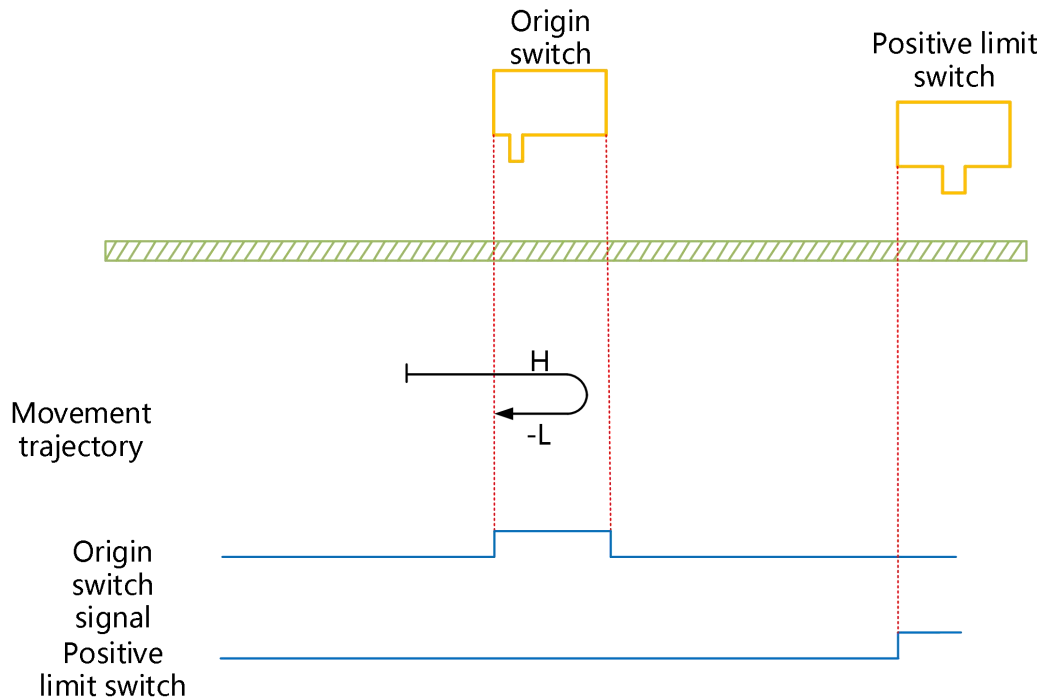 Origin
switch
Positive limit
switch
H
Movement
trajectory
-L
Origin
switch
signal
Positive
limit switch